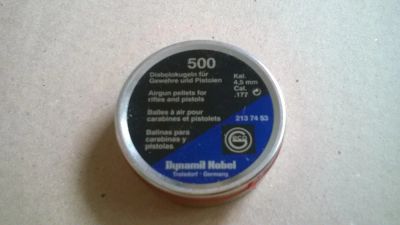 500
Diabolokugeln für
Gewehre und Pistolen
Kal.
4,5 mm
Cal.
.177
Airgun pellets for
rifles and pistols
Balles à air pour
carabines et pistolets
213 74 53
Balinas para
carabinas y
pistolas
Dynamit Nobel
Troisdorf · Germany